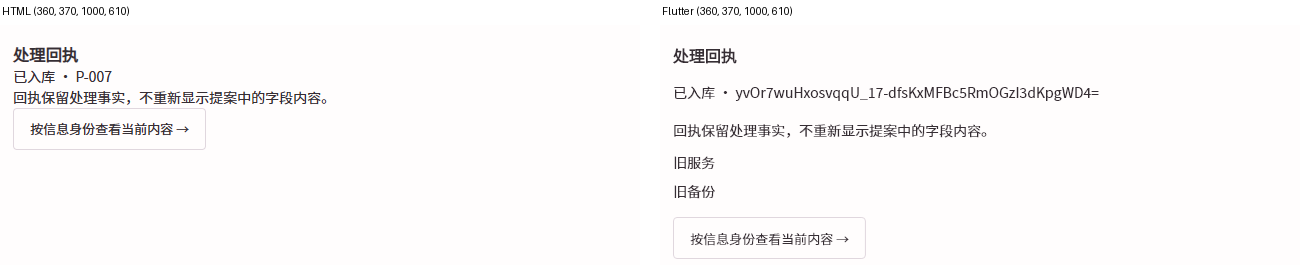 HTML (360, 370, 1000, 610)
处理回执
已入库 · P-007
回执保留处理事实，不重新显示提案中的字段内容。
按信息身份查看当前内容 →
Flutter (360, 370, 1000, 610)
处理回执
已入库 · yvOr7wuHxosvqqU_17-dfsKxMFBc5RmOGzI3dKpgWD4=
回执保留处理事实，不重新显示提案中的字段内容。
旧服务
旧备份
按信息身份查看当前内容 →